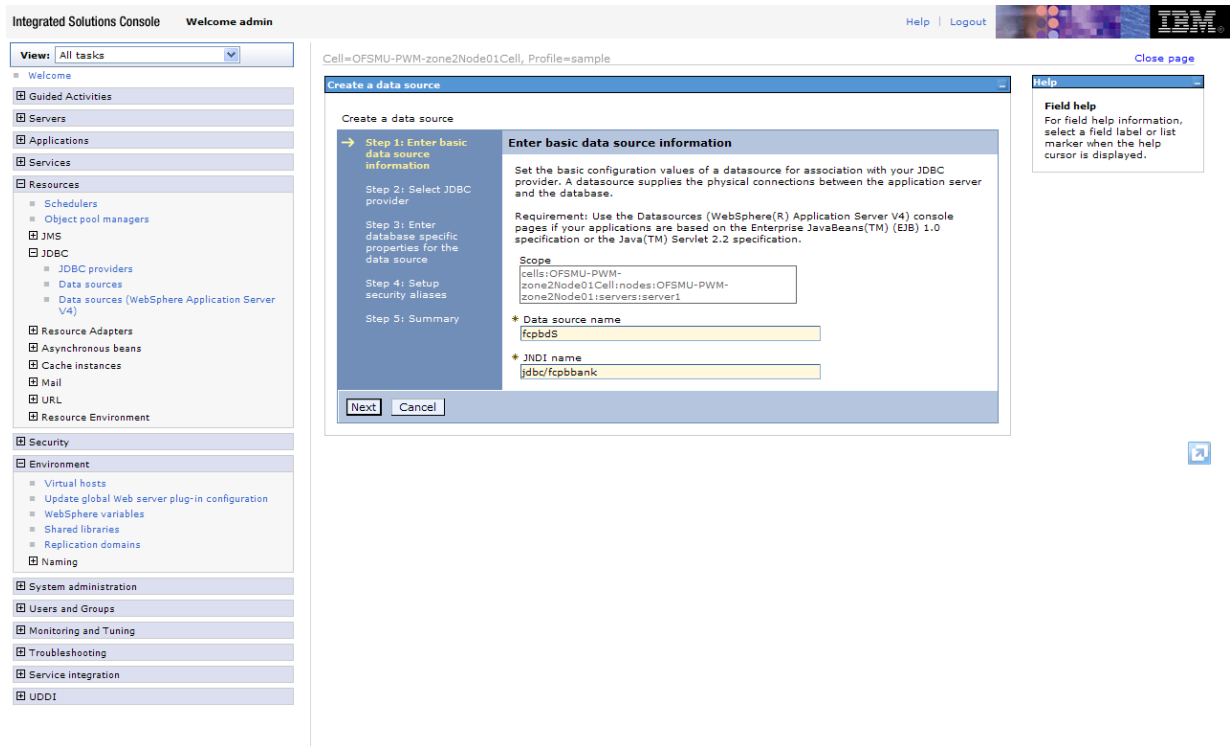 Integrated Solutions Console Welcome admin
Help | Logout
IBM
View: All tasks
Welcome
Guided Activities
Servers
Applications
Services
Resources
Schedulers
Object pool managers
JMS
JDBC
JDBC providers
Data sources
Data sources (WebSphere Application Server
V4)
Resource Adapters
Asynchronous beans
Cache instances
Mail
URL
Resource Environment
Security
Environment
Virtual hosts
Update global Web server plug-in configuration
WebSphere variables
Shared libraries
Replication domains
Naming
System administration
Users and Groups
Monitoring and Tuning
Troubleshooting
Service integration
UDDI
Cell=OFSMU-PWM-zone2Node01Cell, Profile=sample
Close page
Create a data source
Create a data source
Step 1: Enter basic
data source
information
Step 2: Select JDBC
provider
Step 3: Enter
database specific
properties for the
data source
Step 4: Setup
security aliases
Step 5: Summary
Enter basic data source information
Set the basic configuration values of a datasource for association with your JDBC
provider. A datasource supplies the physical connections between the application server
and the database.
Requirement: Use the Datasources (WebSphere(R) Application Server V4) console
pages if your applications are based on the Enterprise JavaBeans(TM) (EJB) 1.0
specification or the Java(TM) Servlet 2.2 specification.
Scope
cells:OFSMU-PWM-
zone2Node01Cell:nodes:OFSMU-PWM-
zone2Node01:servers:server1
* Data source name
fcpbdS
* JNDI name
jdbc/fcpbbank
Next Cancel
Help
Field help
For field help information,
select a field label or list
marker when the help
cursor is displayed.